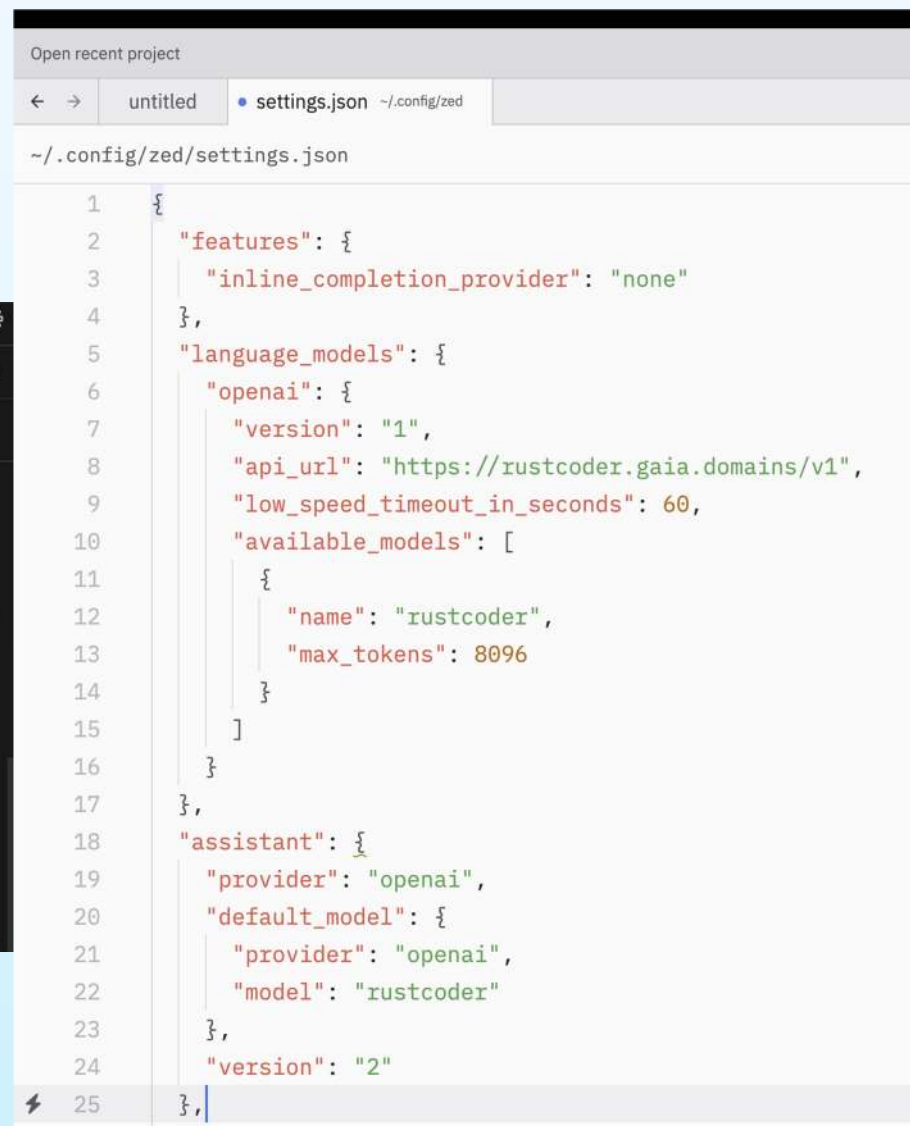 Open recent project
← → untitled • settings.json ~/.config/zed
~/.config/zed/settings.json
1 {
2 "features": {
3 "inline_completion_provider": "none"
4 },
5 "language_models": {
6 "openai": {
7 "version": "1",
8 "api_url": "https://rustcoder.gaia.domains/v1",
9 "low_speed_timeout_in_seconds": 60,
10 "available_models": [
11 {
12 "name": "rustcoder",
13 "max_tokens": 8096
14 }
15 ]
16 }
17 },
18 "assistant": {
19 "provider": "openai",
20 "default_model": {
21 "provider": "openai",
22 "model": "rustcoder"
23 },
24 "version": "2"
25 },